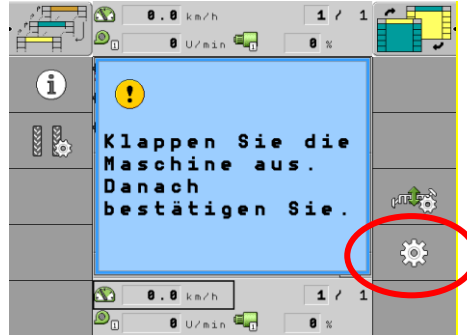 0.0 km/h 1 / 1
0 U/min 0 %
Klappen Sie die
Maschine aus.
Danach
bestätigen Sie.
0.0 km/h 1 / 1
0 U/min 0 %